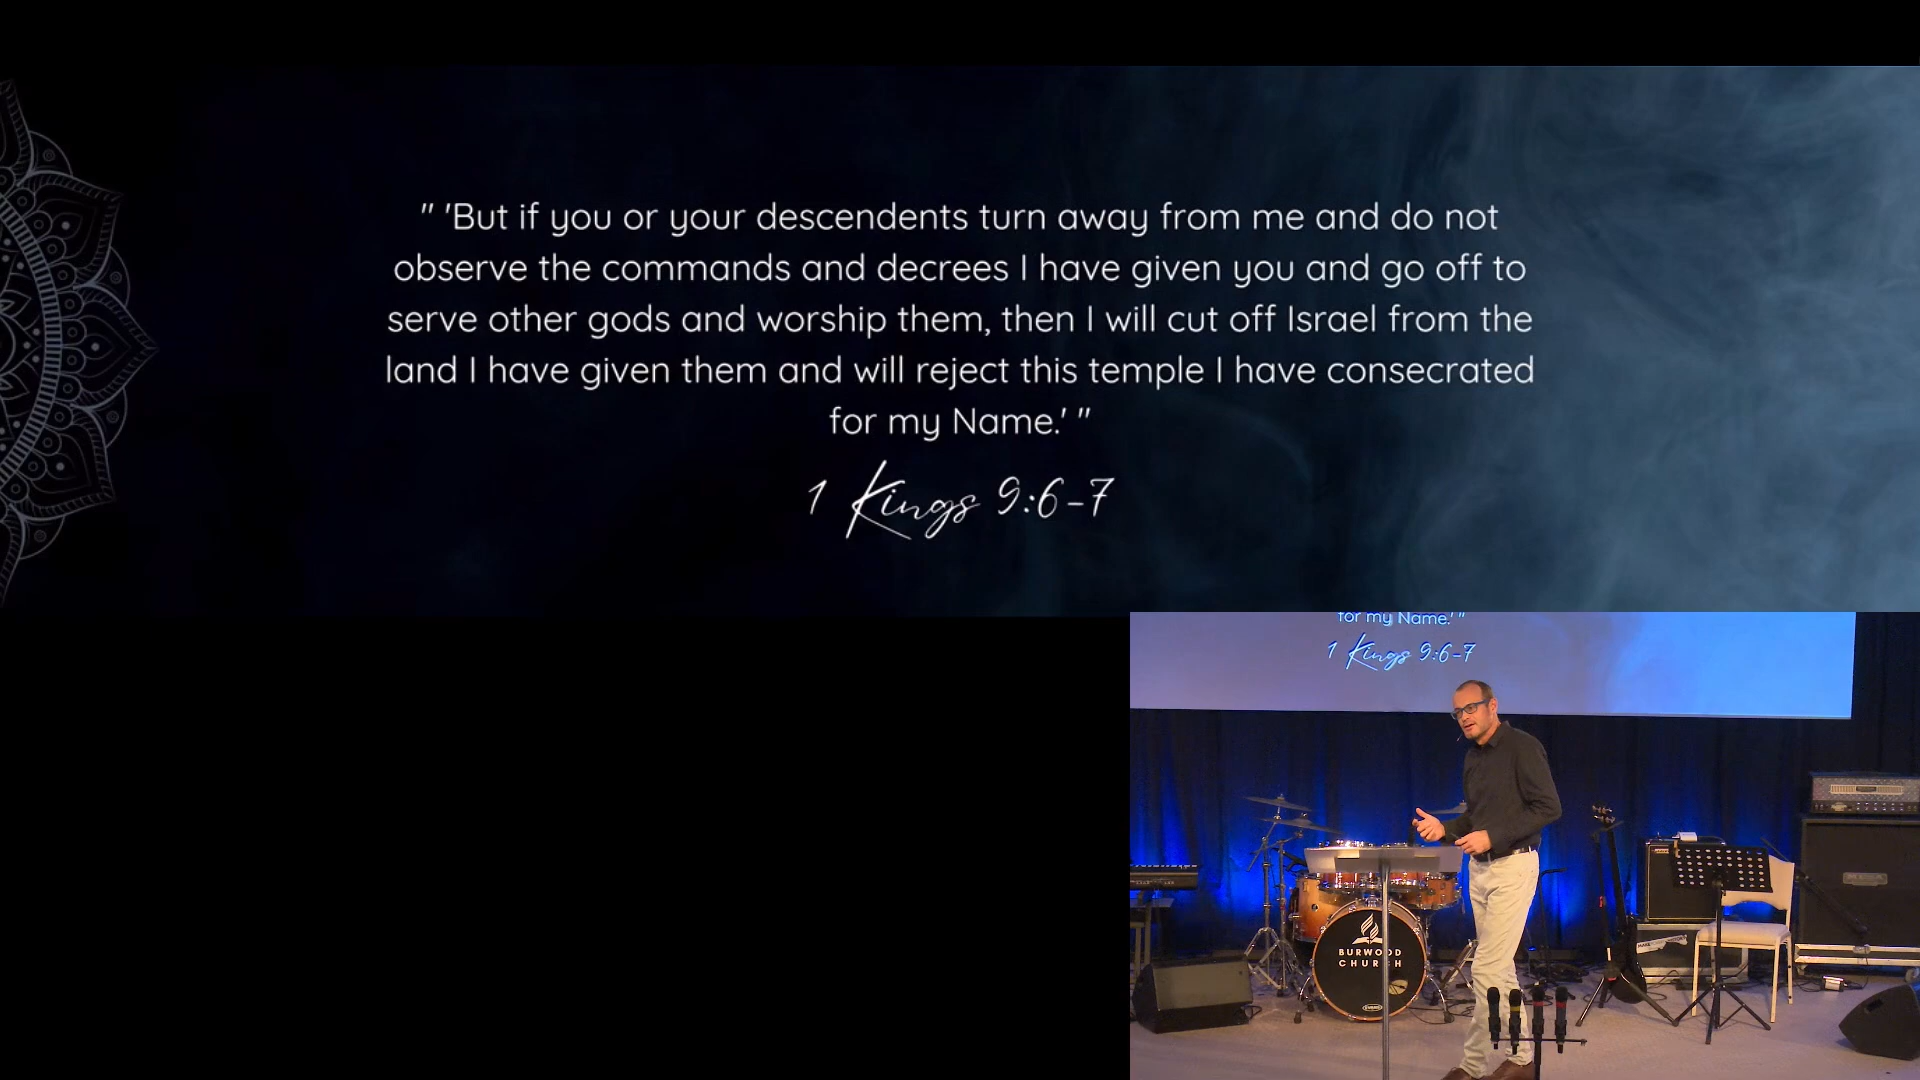 " 'But if you or your descendents turn away from me and do not
observe the commands and decrees I have given you and go off to
serve other gods and worship them, then I will cut off Israel from the
land I have given them and will reject this temple I have consecrated
for my Name.' "
1 Kings 9:6-7
for my Name.' "
1 Kings 9:6-7
BURWOOD
CHURCH